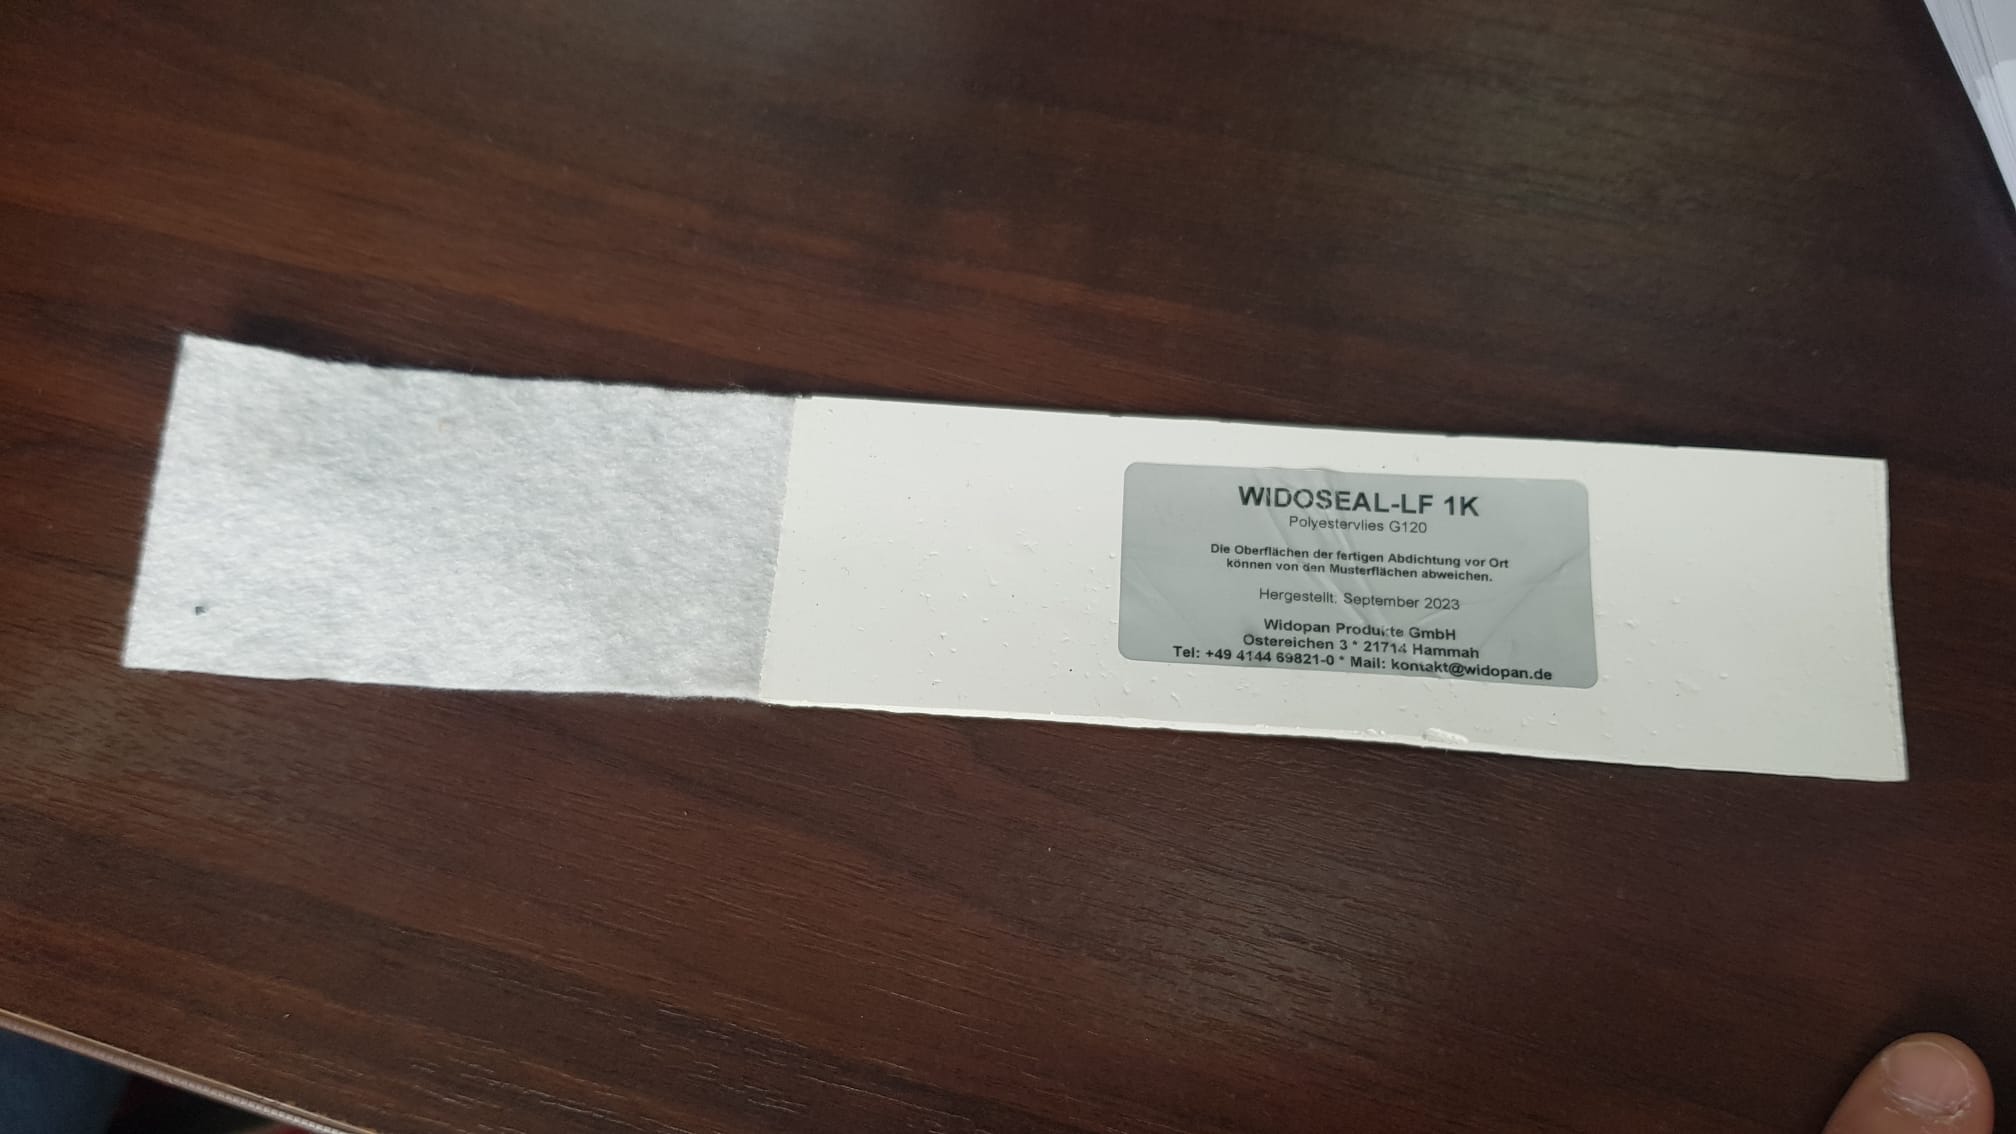 WIDOSEAL-LF 1K
Polyestervlies G120
Die Oberflächen der fertigen Abdichtung vor Ort
können von den Musterflächen abweichen.
Hergestellt: September 2023
Widopan Produkte GmbH
Ostereichen 3 * 21714 Hammah
Tel: +49 4144 69821-0 * Mail: kontakt@widopan.de